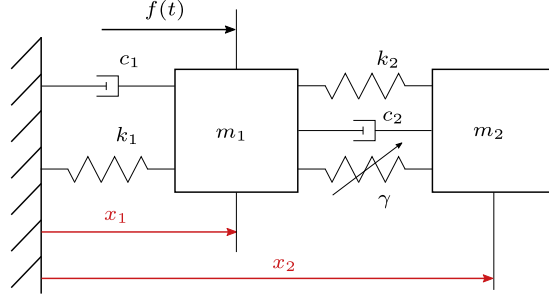 f(t)
c₁
k₂
k₁
m₁
c₂
m₂
γ
x₁
x₂